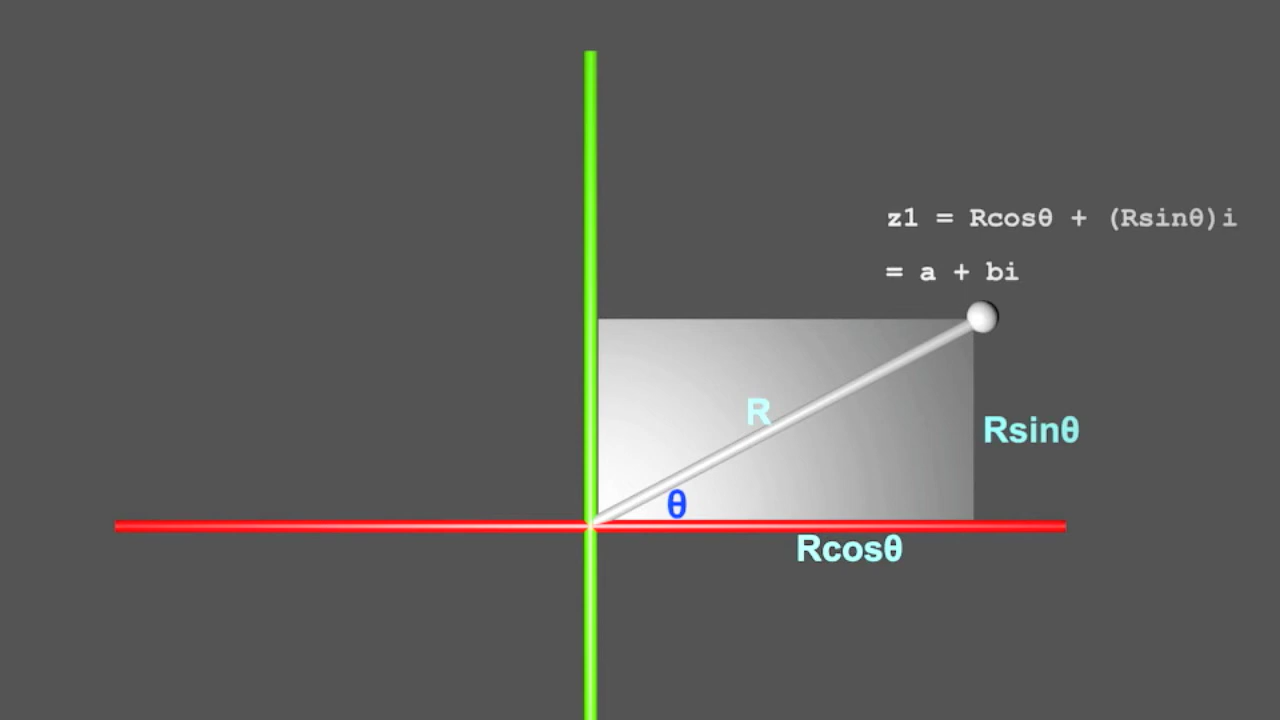 z1 = Rcosθ + (Rsinθ)i
= a + bi
R
Rsinθ
θ
Rcosθ